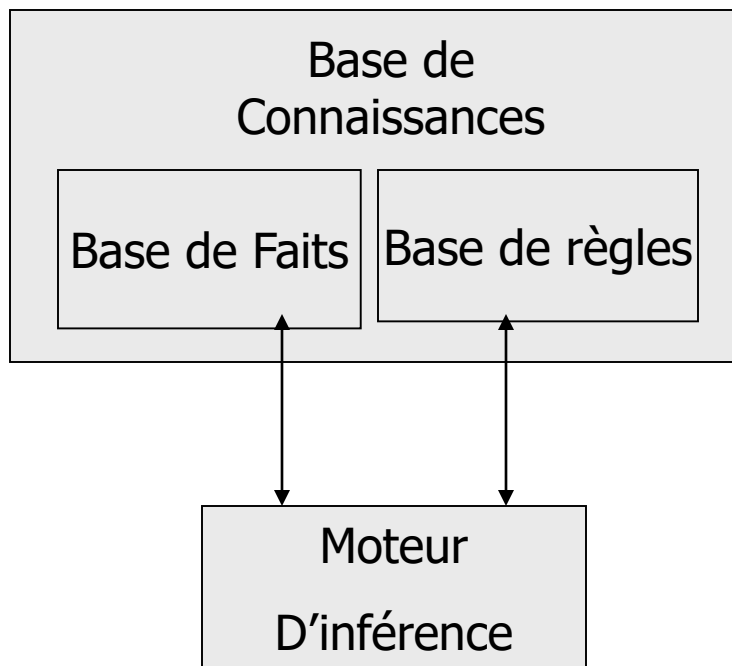 Base de
Connaissances
Base de Faits
Base de règles
Moteur
D’inférence